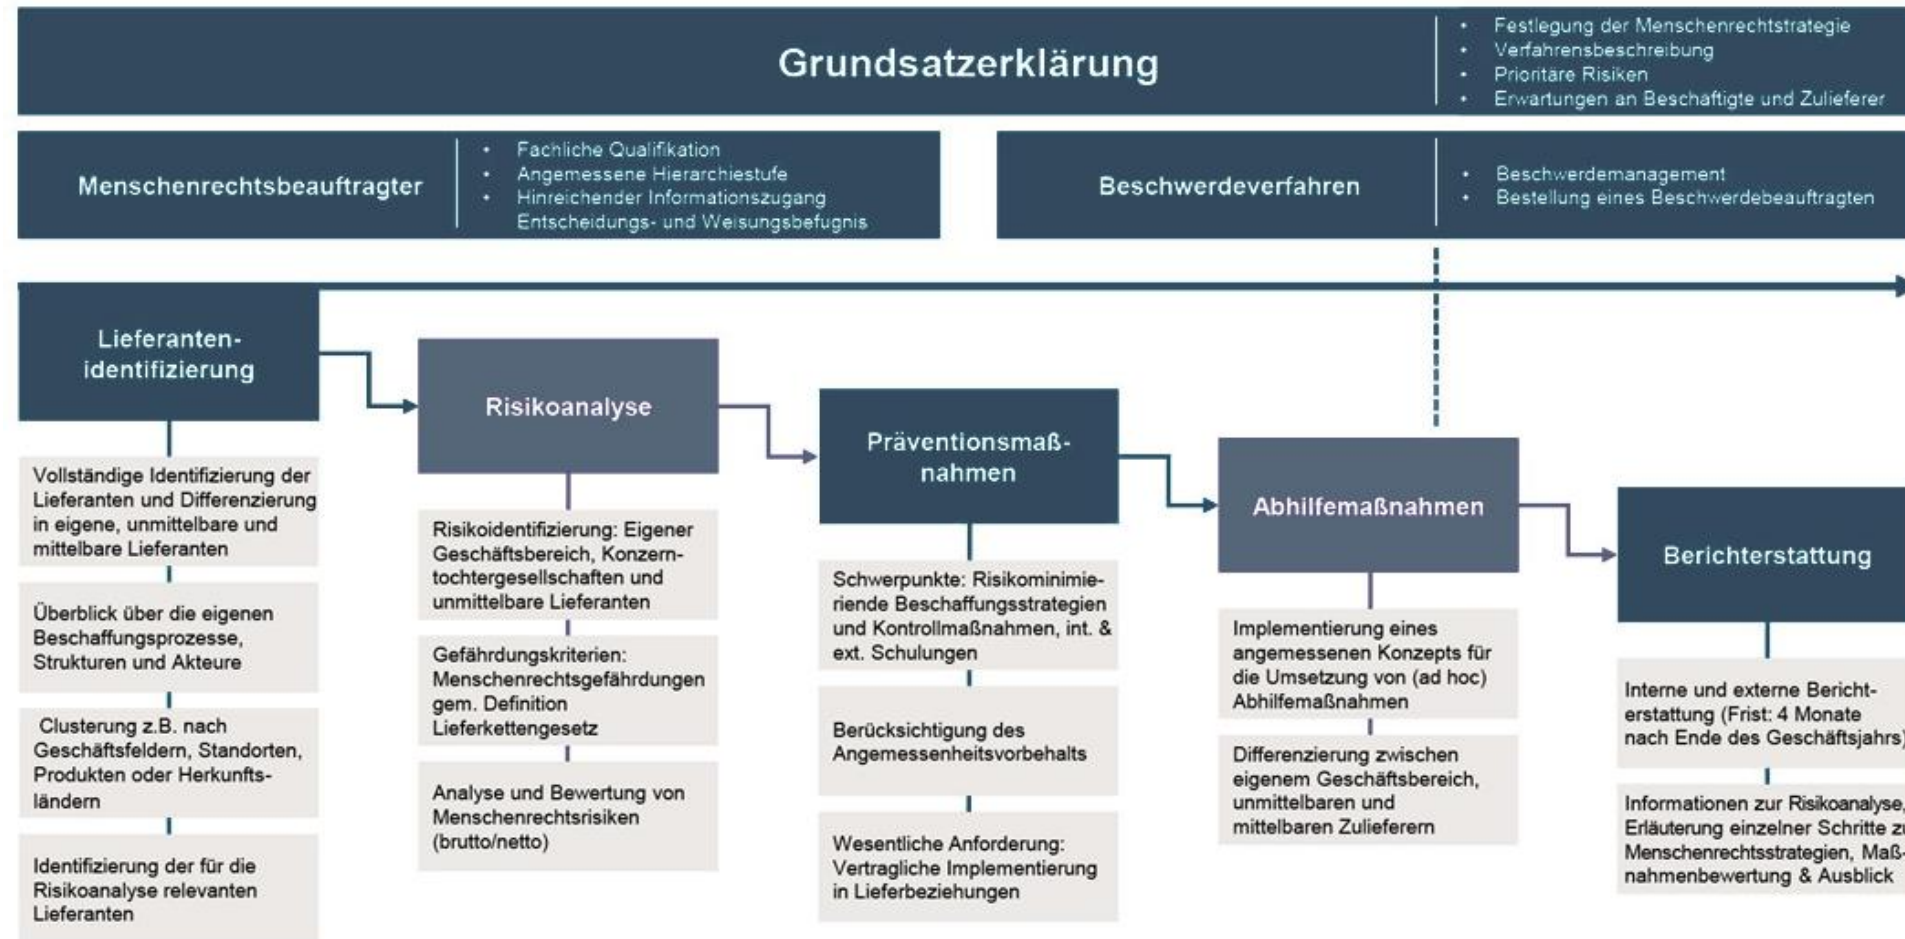 Grundsatzerklärung
• Festlegung der Menschenrechtstrategie
• Verfahrensbeschreibung
• Prioritäre Risiken
• Erwartungen an Beschäftigte und Zulieferer
Menschenrechtsbeauftragter
• Fachliche Qualifikation
• Angemessene Hierarchiestufe
• Hinreichender Informationszugang
Entscheidungs- und Weisungsbefugnis
Beschwerdeverfahren
• Beschwerdemanagement
• Bestellung eines Beschwerdebeauftragten
Lieferanten-
identifizierung
Vollständige Identifizierung der
Lieferanten und Differenzierung
in eigene, unmittelbare und
mittelbare Lieferanten
Überblick über die eigenen
Beschaffungsprozesse,
Strukturen und Akteure
Clusterung z.B. nach
Geschäftsfeldern, Standorten,
Produkten oder Herkunfts-
ländern
Identifizierung der für die
Risikoanalyse relevanten
Lieferanten
Risikoanalyse
Risikoidentifizierung: Eigener
Geschäftsbereich, Konzern-
tochtergesellschaften und
unmittelbare Lieferanten
Gefährdungskriterien:
Menschenrechtsgefährdungen
gem. Definition
Lieferkettengesetz
Analyse und Bewertung von
Menschenrechtsrisiken
(brutto/netto)
Präventionsmaß-
nahmen
Schwerpunkte: Risikominimie-
riende Beschaffungsstrategien
und Kontrollmaßnahmen, int. &
ext. Schulungen
Berücksichtigung des
Angemessenheitsvorbehalts
Wesentliche Anforderung:
Vertragliche Implementierung
in Lieferbeziehungen
Abhilfemaßnahmen
Implementierung eines
angemessenen Konzepts für
die Umsetzung von (ad hoc)
Abhilfemaßnahmen
Differenzierung zwischen
eigenem Geschäftsbereich,
unmittelbaren und
mittelbaren Zulieferern
Berichterstattung
Interne und externe Bericht-
erstattung (Frist: 4 Monate
nach Ende des Geschäftsjahrs)
Informationen zur Risikoanalyse,
Erläuterung einzelner Schritte zu
Menschenrechtsstrategien, Maß-
nahmenbewertung & Ausblick